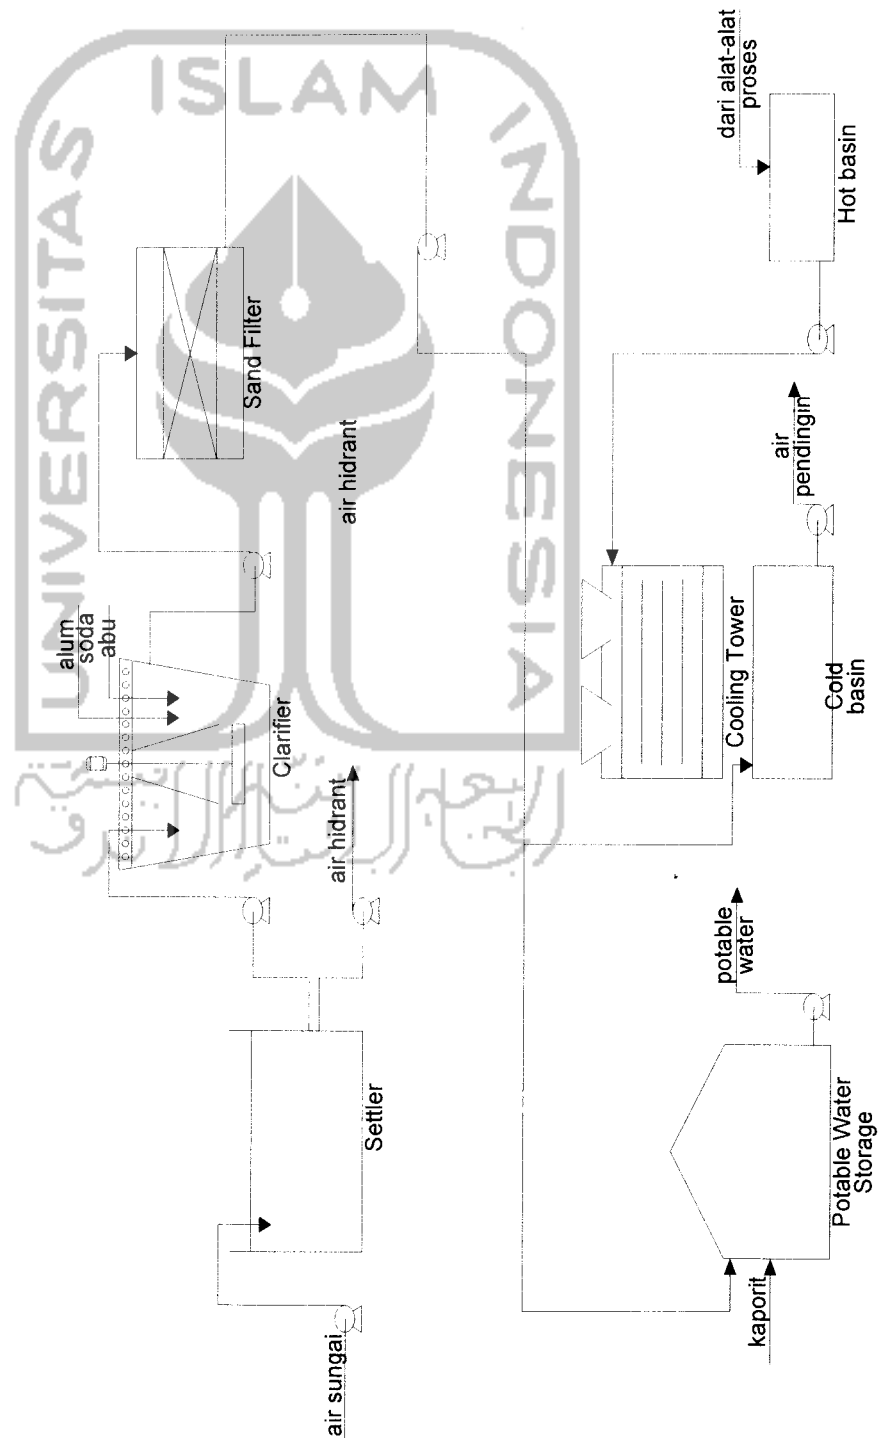 UNIVERSITAS
ISLAM
INDONESIA
alum
soda
abu
Sand Filter
Clarifier
air hidrant
air hidrant
Settler
air sungai
dari alat-alat
proses
Hot basin
air
pendingin
Cooling Tower
Cold
basin
potable
water
kaporit
Potable Water
Storage